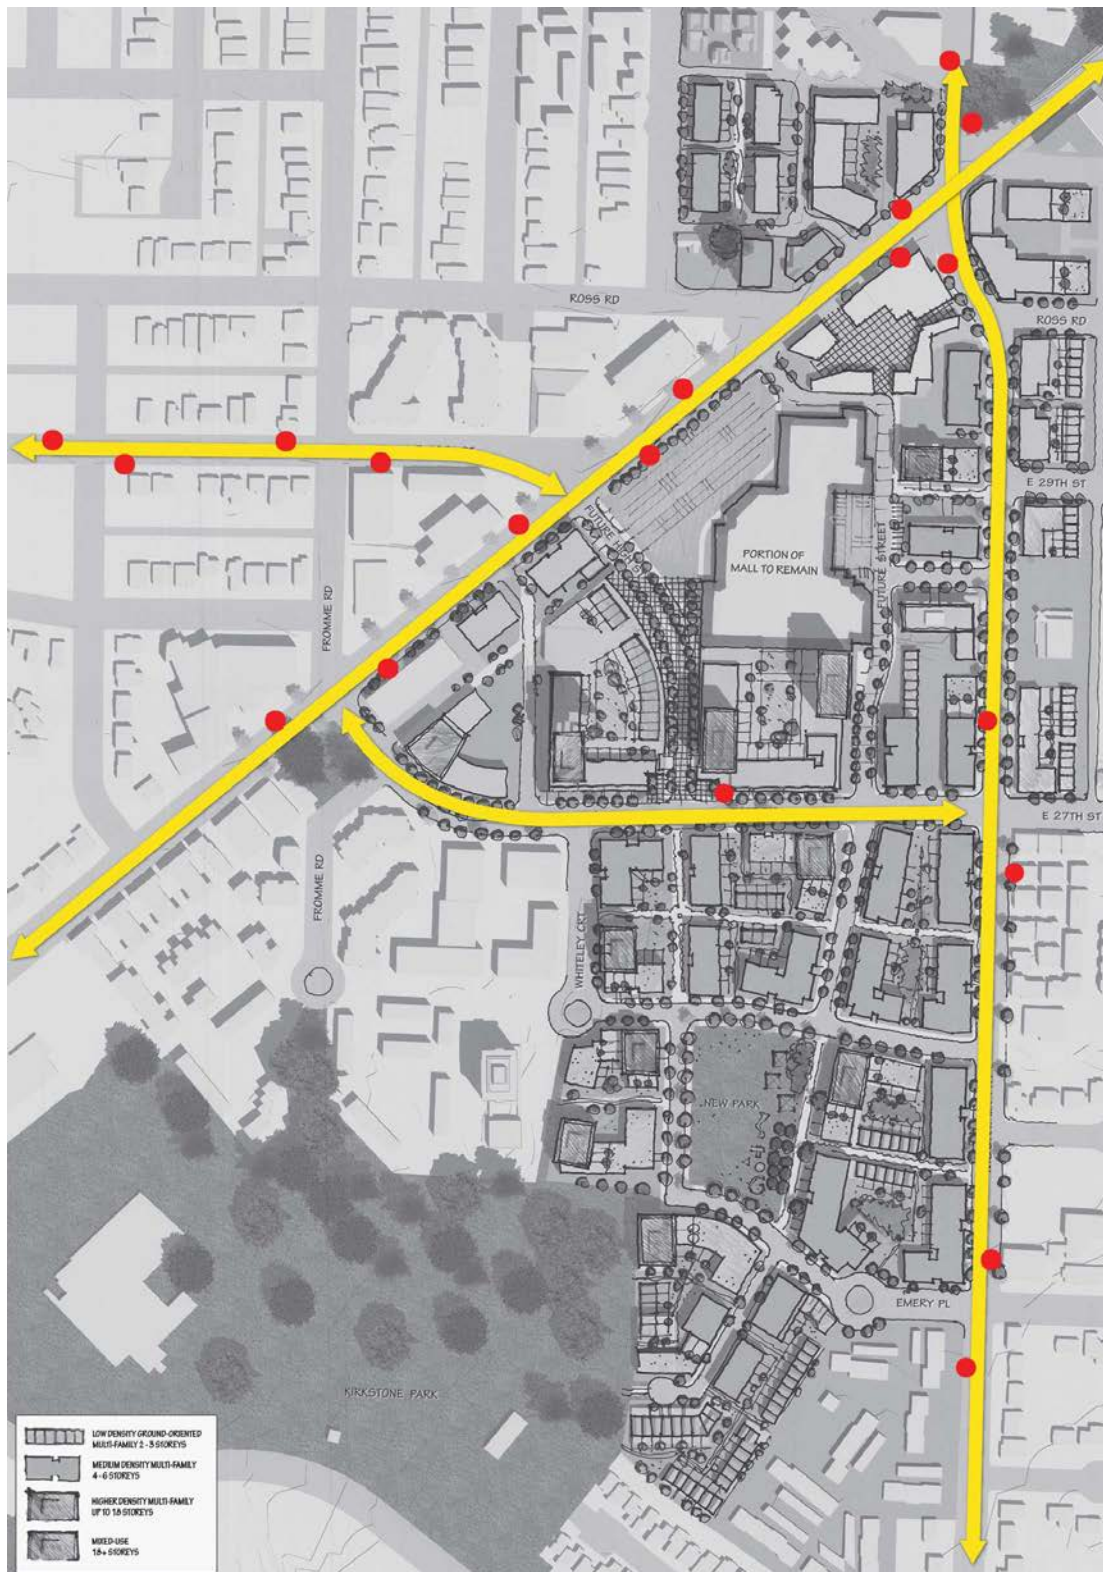 ROSS RD
ROSS RD
E 29TH ST
PORTION OF
MALL TO REMAIN
FUTURE STREET
FROMME RD
E 27TH ST
FROMME RD
WHITELEY CRT
NEW PARK
EMERY PL
KIRKSTONE PARK
LOW DENSITY GROUND-ORIENTED
MULTI-FAMILY 2 - 3 STOREYS
MEDIUM DENSITY MULTI-FAMILY
4 - 6 STOREYS
HIGHER DENSITY MULTI-FAMILY
UP TO 18 STOREYS
MIXED-USE
18+ STOREYS